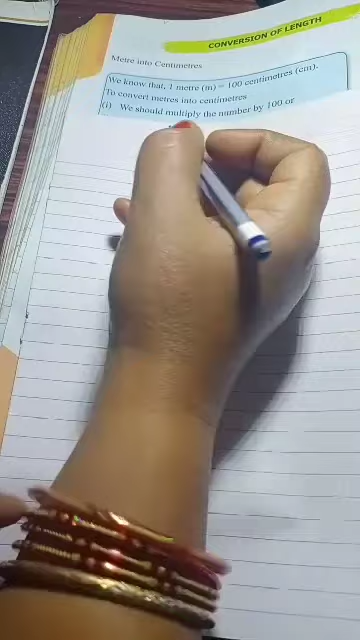 CONVERSION OF LENGTH
Metre into Centimetres
We know that, 1 metre (m) = 100 centimetres (cm).
To convert metres into centimetres
(i) We should multiply the number by 100 or